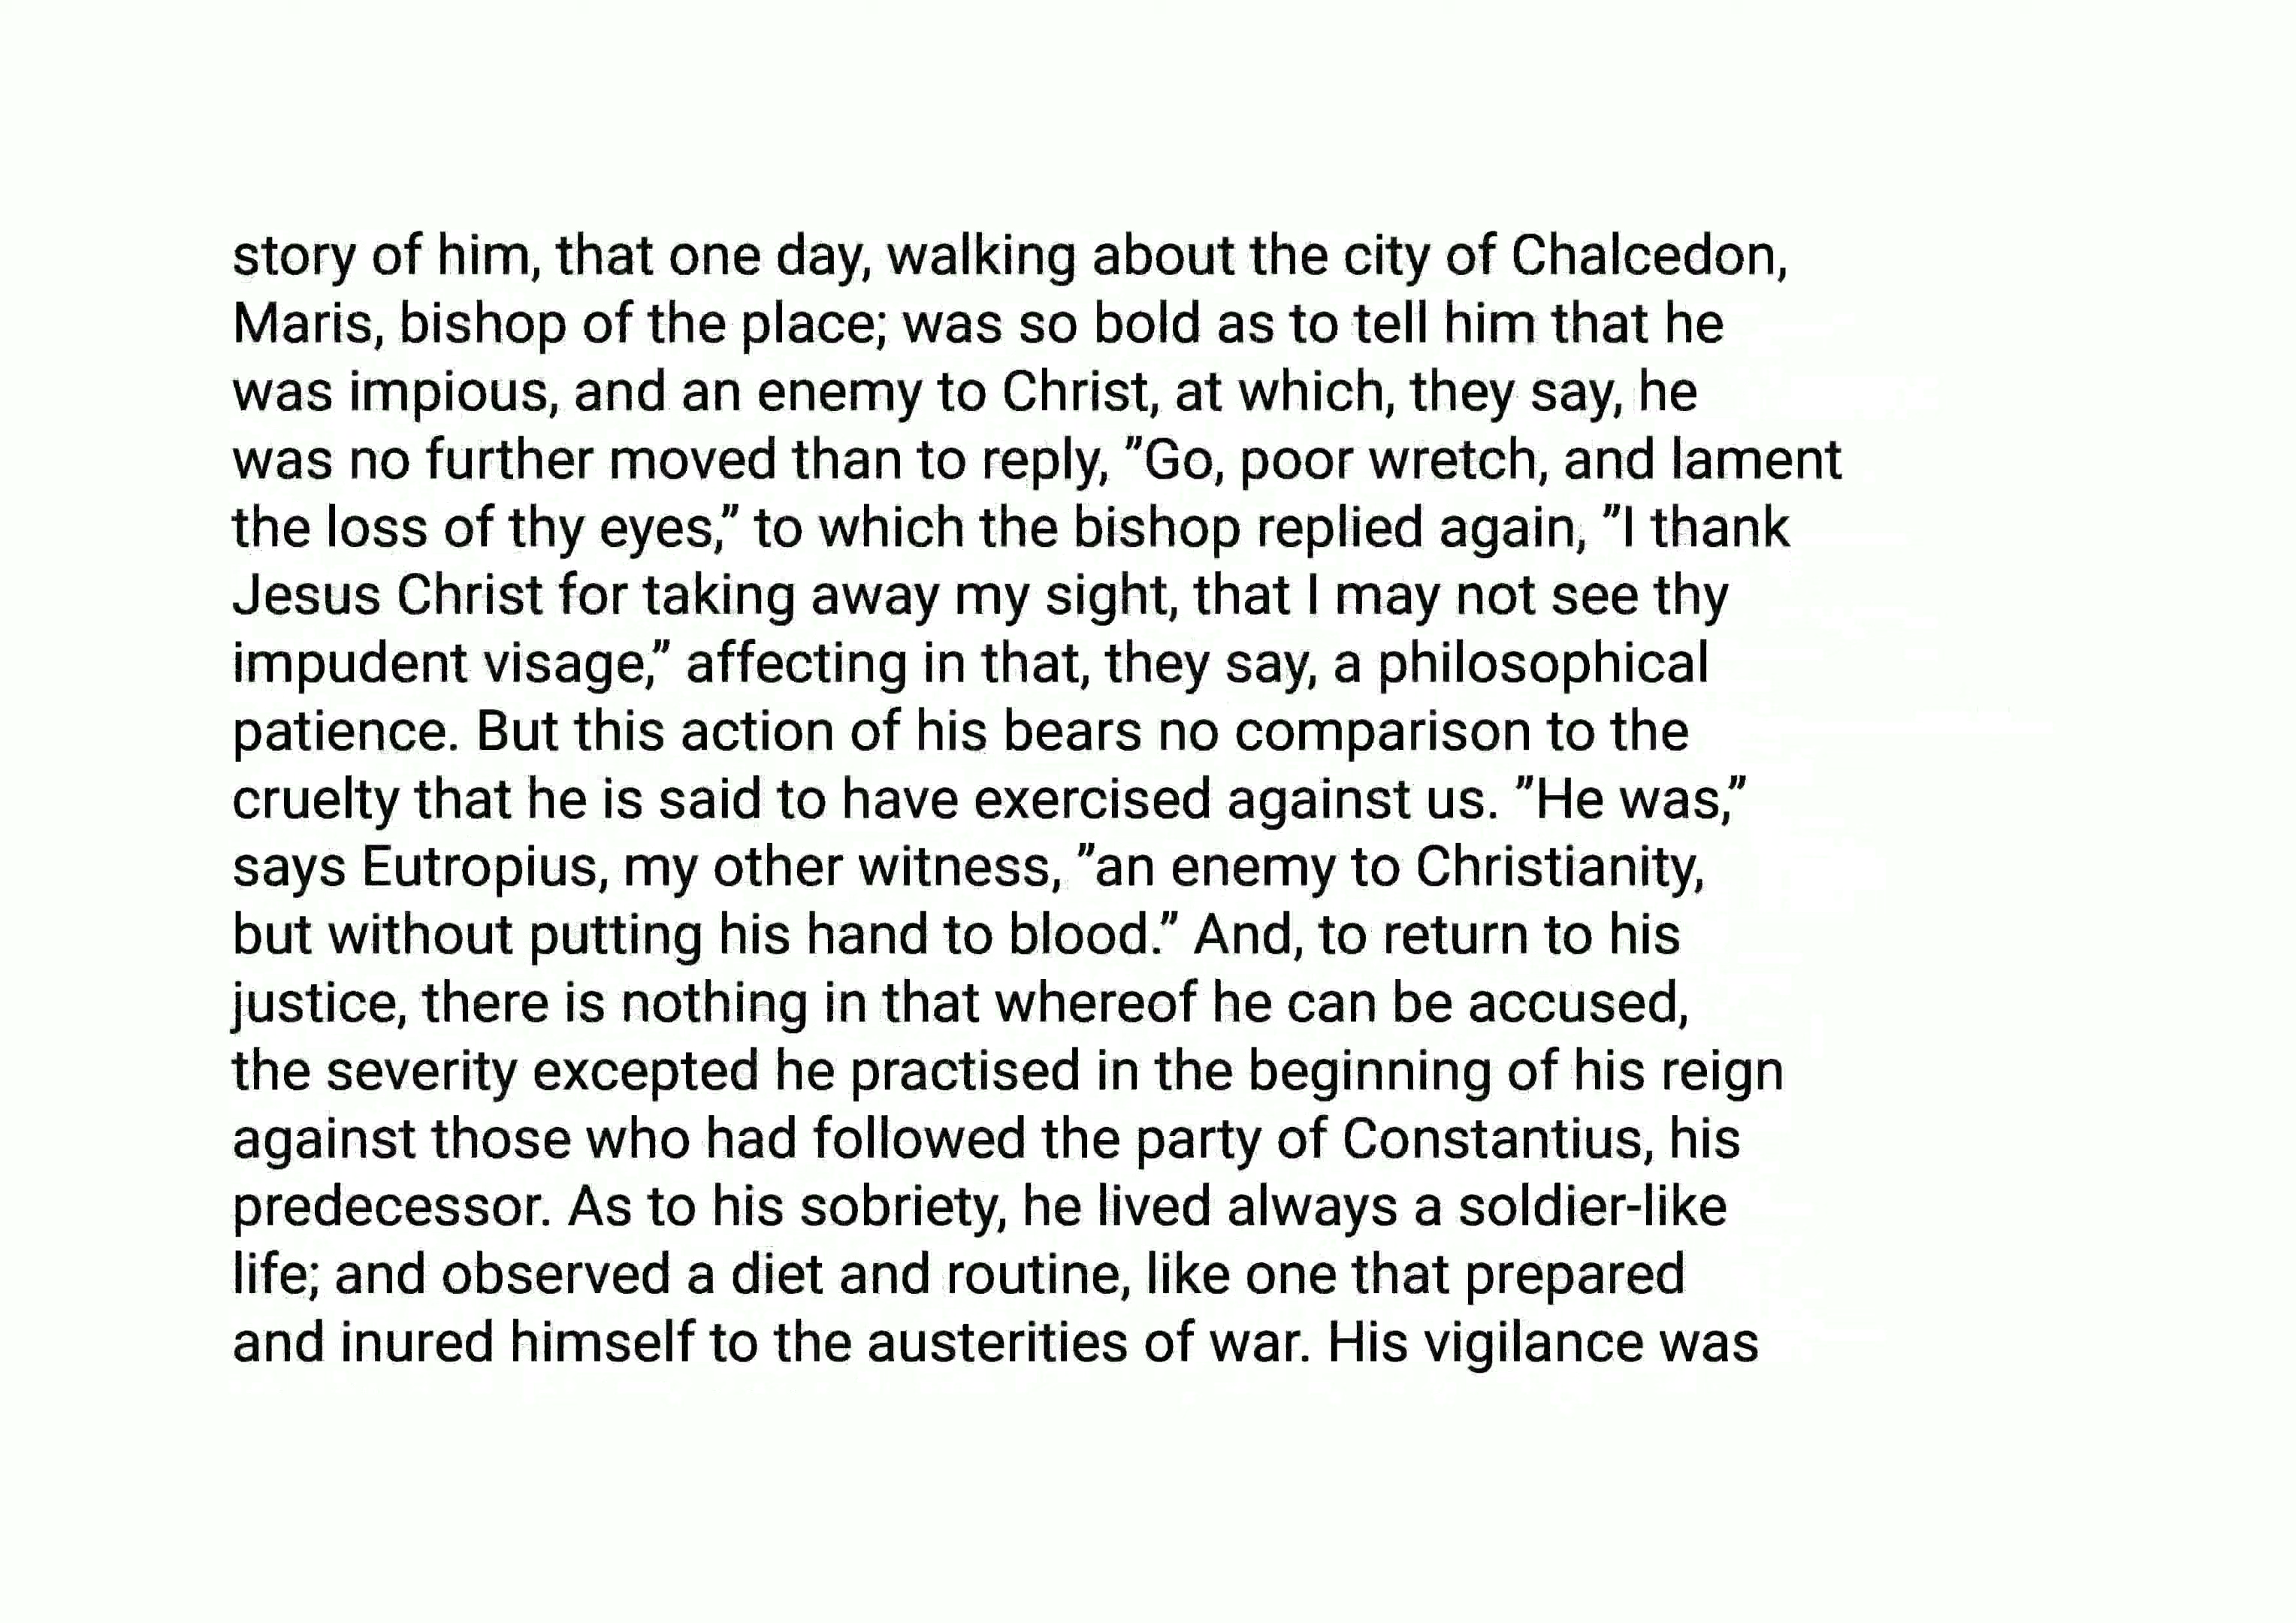 story of him, that one day, walking about the city of Chalcedon,
Maris, bishop of the place; was so bold as to tell him that he
was impious, and an enemy to Christ, at which, they say, he
was no further moved than to reply, ”Go, poor wretch, and lament
the loss of thy eyes,” to which the bishop replied again, ”I thank
Jesus Christ for taking away my sight, that I may not see thy
impudent visage,” affecting in that, they say, a philosophical
patience. But this action of his bears no comparison to the
cruelty that he is said to have exercised against us. ”He was,”
says Eutropius, my other witness, ”an enemy to Christianity,
but without putting his hand to blood.” And, to return to his
justice, there is nothing in that whereof he can be accused,
the severity excepted he practised in the beginning of his reign
against those who had followed the party of Constantius, his
predecessor. As to his sobriety, he lived always a soldier-like
life; and observed a diet and routine, like one that prepared
and inured himself to the austerities of war. His vigilance was